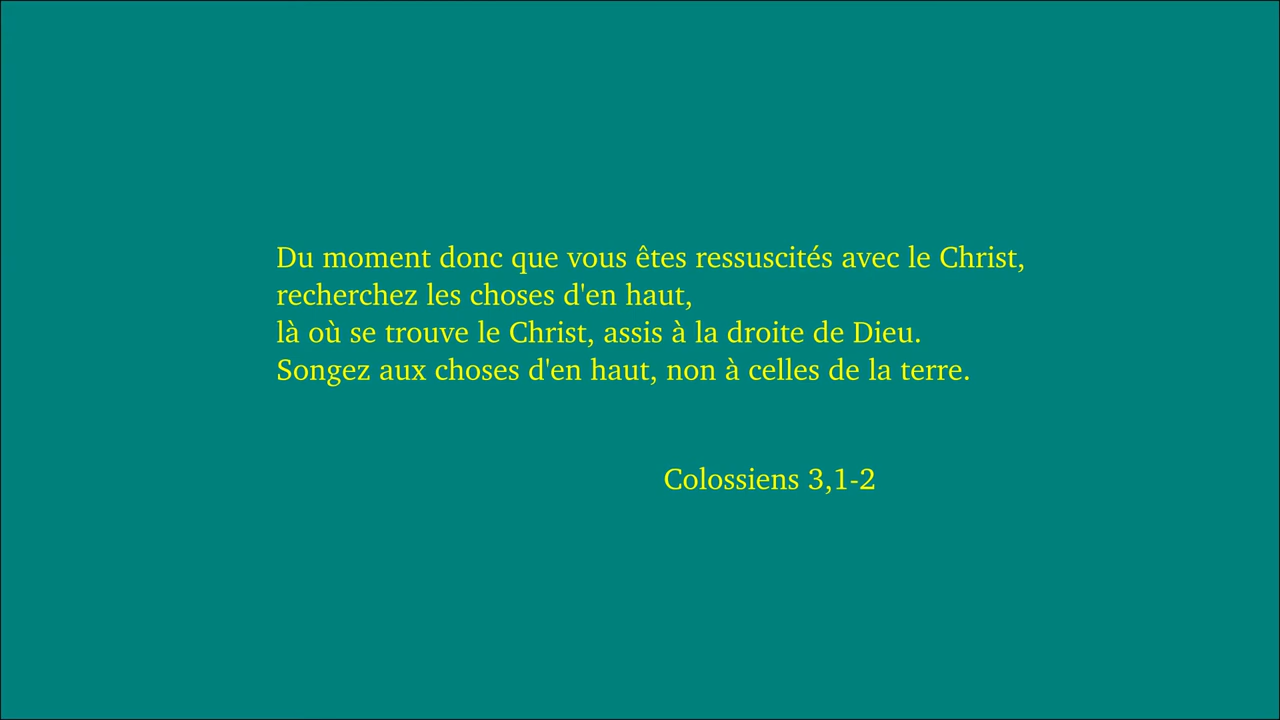 Du moment donc que vous êtes ressuscités avec le Christ,
recherchez les choses d'en haut,
là où se trouve le Christ, assis à la droite de Dieu.
Songez aux choses d'en haut, non à celles de la terre.
Colossiens 3,1-2